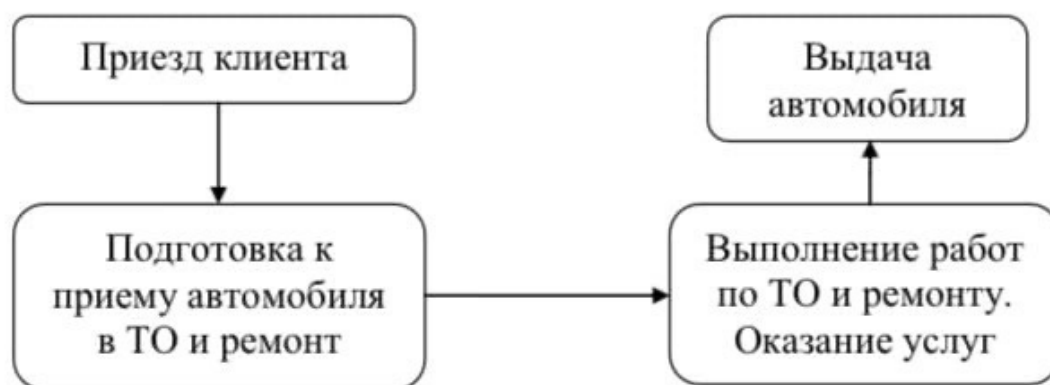 Приезд клиента
Подготовка к
приему автомобиля
в ТО и ремонт
Выполнение работ
по ТО и ремонту.
Оказание услуг
Выдача
автомобиля